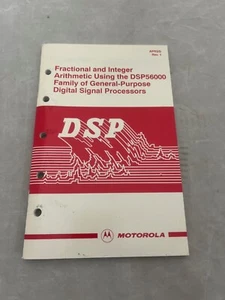 APR3/D
Rev. 1
Fractional and Integer
Arithmetic Using the DSP56000
Family of General-Purpose
Digital Signal Processors
DSP
MOTOROLA